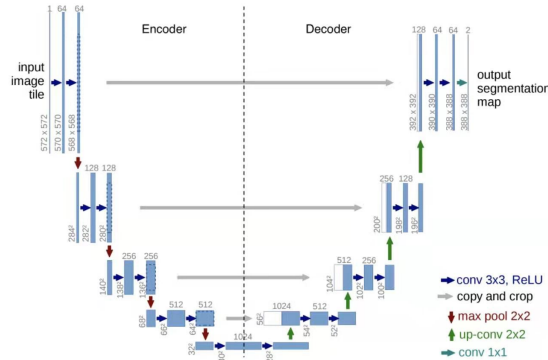 Encoder
Decoder
1 64 64
128 64 64 2
input
image
tile
output
segmentation
map
572 x 572
570 x 570
568 x 568
392 x 392
390 x 390
388 x 388
388 x 388
128 128
256 128
284²
282²
280²
200²
198²
196²
256 256
512 256
140²
138²
136²
104²
102²
100²
512 512
1024 512
68²
66²
64²
56²
54²
52²
1024
32²
conv 3x3, ReLU
copy and crop
max pool 2x2
up-conv 2x2
conv 1x1